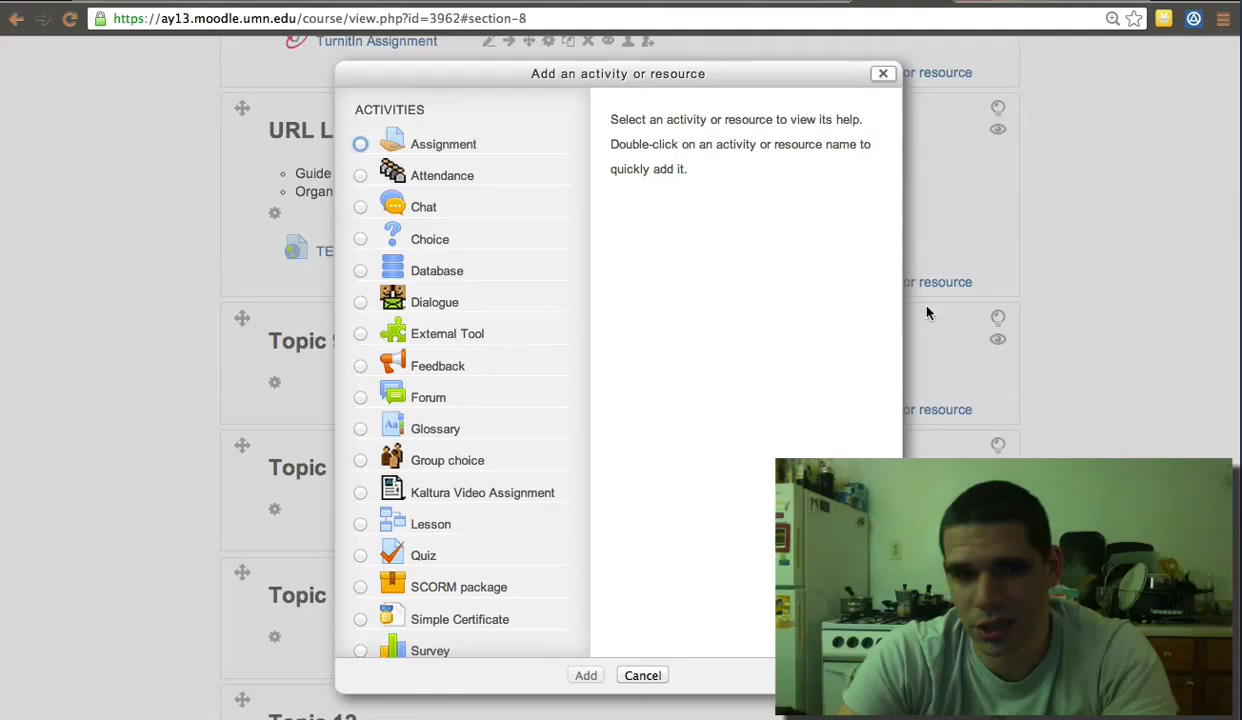 https://ay13.moodle.umn.edu/course/view.php?id=3962#section-8
TurnitIn Assignment
or resource
Add an activity or resource
URL L
Guide
Organ
TE
or resource
Topic
or resource
Topic
Topic
Topic 12
ACTIVITIES
Assignment
Attendance
Chat
Choice
Database
Dialogue
External Tool
Feedback
Forum
Glossary
Group choice
Kaltura Video Assignment
Lesson
Quiz
SCORM package
Simple Certificate
Survey
Select an activity or resource to view its help.
Double-click on an activity or resource name to
quickly add it.
Add
Cancel